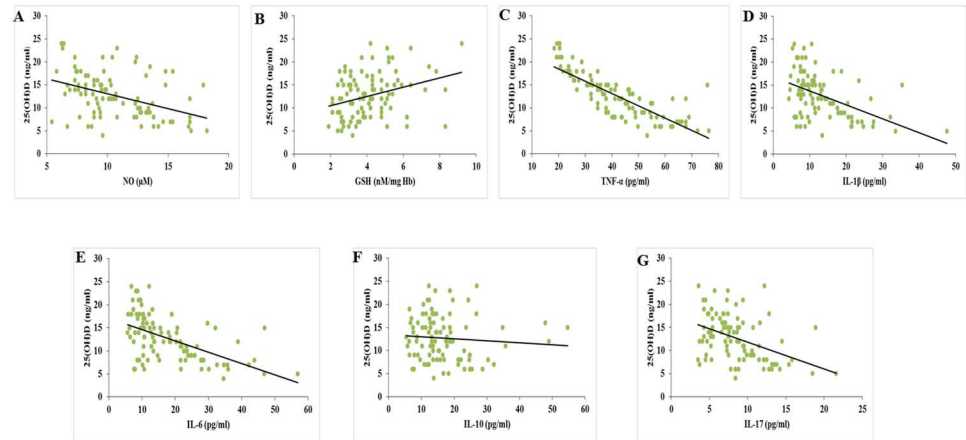 A
25(OH)D (ng/ml)
30
25
20
15
10
5
0
5 10 15 20
NO (μM)
B
25(OH)D (ng/ml)
30
25
20
15
10
5
0
0 2 4 6 8 10
GSH (nM/mg Hb)
C
25(OH)D (ng/ml)
30
25
20
15
10
5
0
10 20 30 40 50 60 70 80
TNF-α (pg/ml)
D
25(OH)D (ng/ml)
30
25
20
15
10
5
0
0 10 20 30 40 50
IL-1β (pg/ml)
E
25(OH)D (ng/ml)
30
25
20
15
10
5
0
0 10 20 30 40 50 60
IL-6 (pg/ml)
F
25(OH)D (ng/ml)
30
25
20
15
10
5
0
0 10 20 30 40 50 60
IL-10 (pg/ml)
G
25(OH)D (ng/ml)
30
25
20
15
10
5
0
0 5 10 15 20 25
IL-17 (pg/ml)